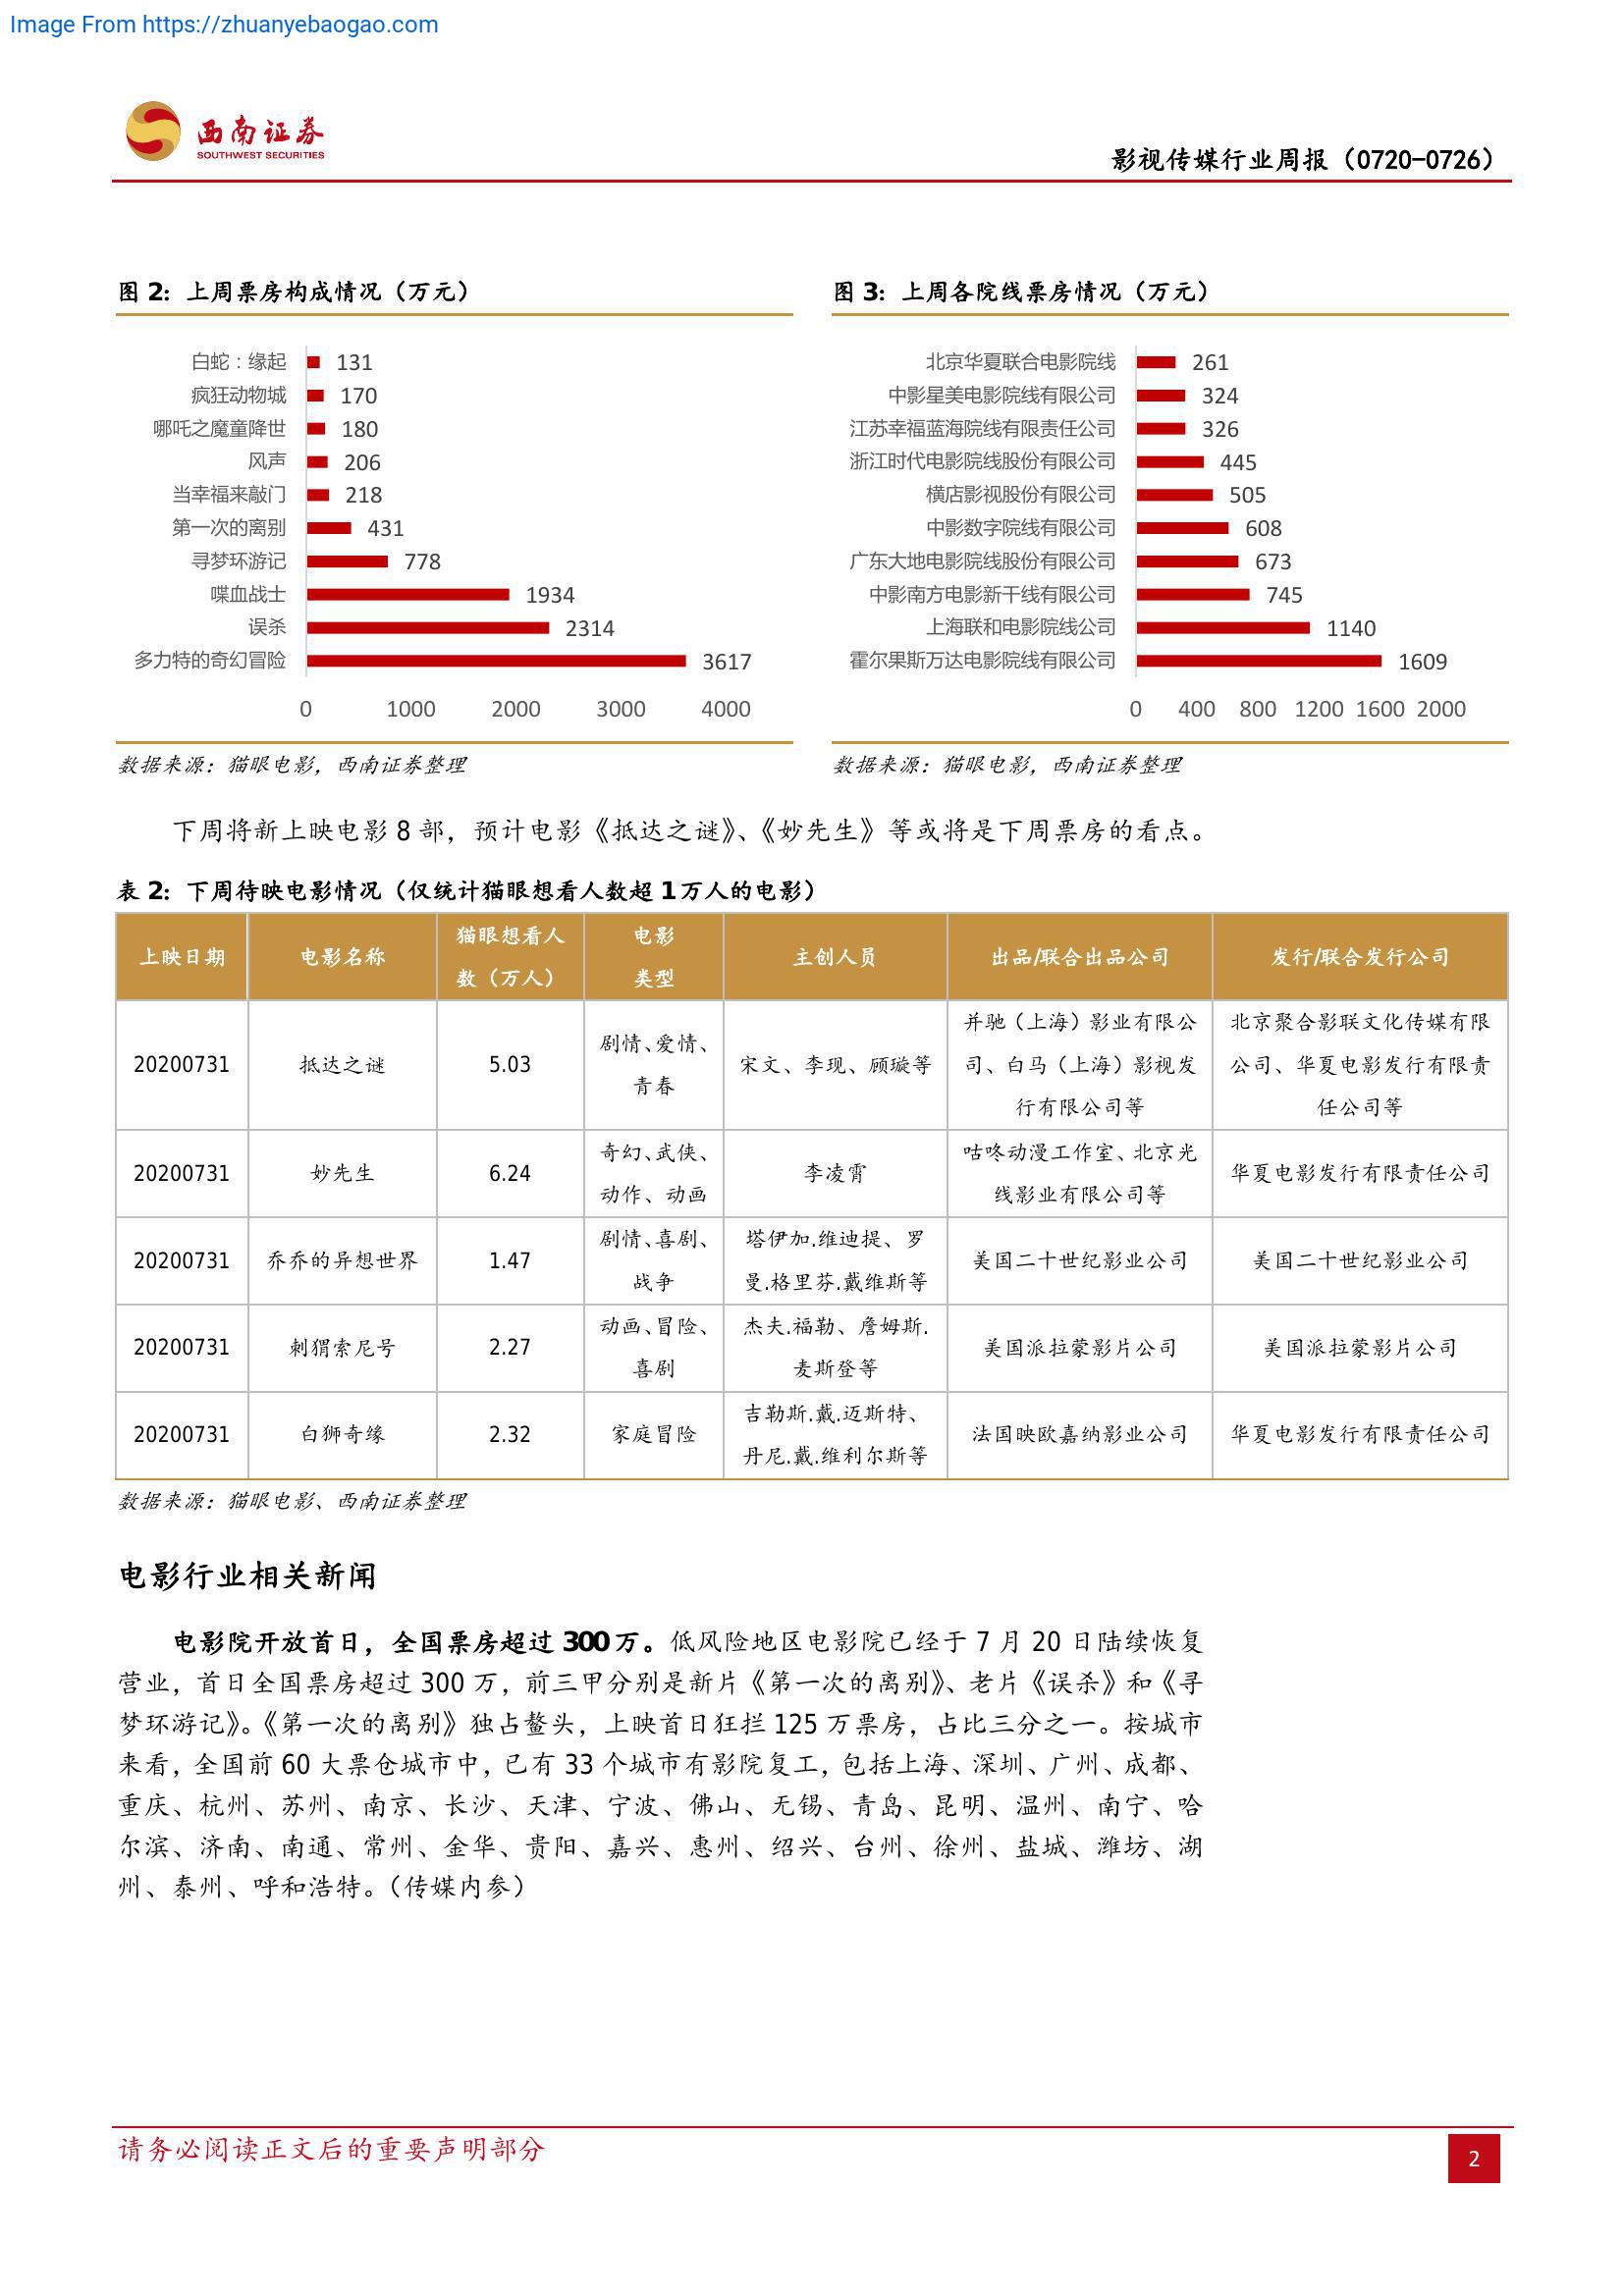 Image From https://zhuanyebaogao.com
西南证券
SOUTHWEST SECURITIES
影视传媒行业周报（0720-0726）
图 2：上周票房构成情况（万元）
白蛇：缘起 131
疯狂动物城 170
哪吒之魔童降世 180
风声 206
当幸福来敲门 218
第一次的离别 431
寻梦环游记 778
喋血战士 1934
误杀 2314
多力特的奇幻冒险 3617
0 1000 2000 3000 4000
数据来源：猫眼电影，西南证券整理
图 3：上周各院线票房情况（万元）
北京华夏联合电影院线 261
中影星美电影院线有限公司 324
江苏幸福蓝海院线有限责任公司 326
浙江时代电影院线股份有限公司 445
横店影视股份有限公司 505
中影数字院线有限公司 608
广东大地电影院线股份有限公司 673
中影南方电影新干线有限公司 745
上海联和电影院线公司 1140
霍尔果斯万达电影院线有限公司 1609
0 400 800 1200 1600 2000
数据来源：猫眼电影，西南证券整理
下周将新上映电影 8 部，预计电影《抵达之谜》、《妙先生》等或将是下周票房的看点。
表 2：下周待映电影情况（仅统计猫眼想看人数超 1 万人的电影）
上映日期
电影名称
猫眼想看人
数（万人）
电影
类型
主创人员
出品/联合出品公司
发行/联合发行公司
20200731
抵达之谜
5.03
剧情、爱情、
青春
宋文、李现、顾璇等
并驰（上海）影业有限公
司、白马（上海）影视发
行有限公司等
北京聚合影联文化传媒有限
公司、华夏电影发行有限责
任公司等
20200731
妙先生
6.24
奇幻、武侠、
动作、动画
李凌霄
咕咚动漫工作室、北京光
线影业有限公司等
华夏电影发行有限责任公司
20200731
乔乔的异想世界
1.47
剧情、喜剧、
战争
塔伊加.维迪提、罗
曼.格里芬.戴维斯等
美国二十世纪影业公司
美国二十世纪影业公司
20200731
刺猬索尼号
2.27
动画、冒险、
喜剧
杰夫.福勒、詹姆斯.
麦斯登等
美国派拉蒙影片公司
美国派拉蒙影片公司
20200731
白狮奇缘
2.32
家庭冒险
吉勒斯.戴.迈斯特、
丹尼.戴.维利尔斯等
法国映欧嘉纳影业公司
华夏电影发行有限责任公司
数据来源：猫眼电影、西南证券整理
电影行业相关新闻
电影院开放首日，全国票房超过 300 万。低风险地区电影院已经于 7 月 20 日陆续恢复
营业，首日全国票房超过 300 万，前三甲分别是新片《第一次的离别》、老片《误杀》和《寻
梦环游记》。《第一次的离别》独占鳌头，上映首日狂拦 125 万票房，占比三分之一。按城市
来看，全国前 60 大票仓城市中，已有 33 个城市有影院复工，包括上海、深圳、广州、成都、
重庆、杭州、苏州、南京、长沙、天津、宁波、佛山、无锡、青岛、昆明、温州、南宁、哈
尔滨、济南、南通、常州、金华、贵阳、嘉兴、惠州、绍兴、台州、徐州、盐城、潍坊、湖
州、泰州、呼和浩特。（传媒内参）
请务必阅读正文后的重要声明部分
2